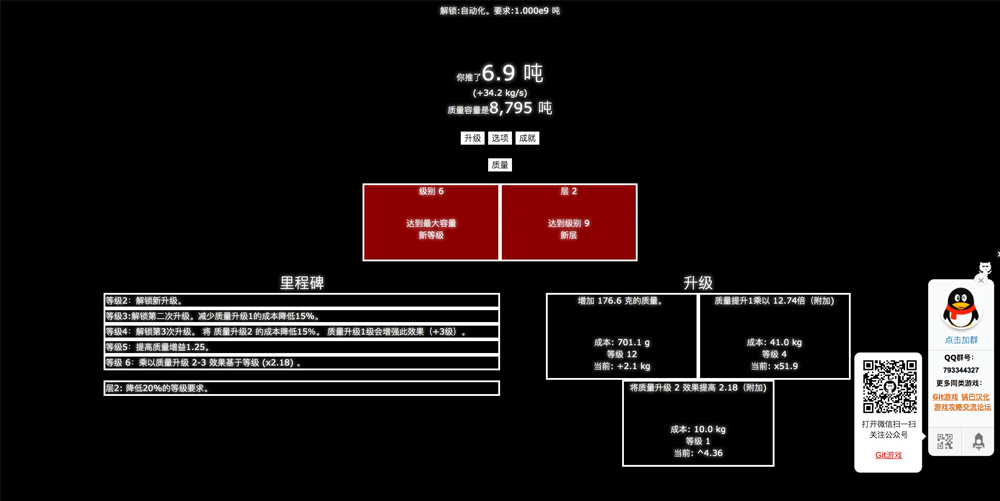 解锁:自动化。要求:1.000e9 吨
你推了6.9 吨
(+34.2 kg/s)
质量容量是8,795 吨
升级 选项 成就
质量
级别 6
达到最大容量
新等级
层 2
达到级别 9
新层
里程碑
等级2：解锁新升级。
等级3:解锁第二次升级。减少质量升级1的成本降低15%。
等级4：解锁第3次升级。 将 质量升级2 的成本降低15%。 质量升级1级会增强此效果（+3级）。
等级5：提高质量增益1.25。
等级 6：乘以质量升级 2-3 效果基于等级 (x2.18) 。
层2: 降低20%的等级要求。
升级
增加 176.6 克的质量。
成本: 701.1 g
等级 12
当前: +2.1 kg
质量提升1乘以 12.74倍（附加)
成本: 41.0 kg
等级 4
当前: x51.9
将质量升级 2 效果提高 2.18（附加)
成本: 10.0 kg
等级 1
当前: ^4.36
打开微信扫一扫
关注公众号
Git游戏
点击加群
QQ群号：
793344327
更多同类游戏：
Git游戏 锅巴汉化
游戏攻略交流论坛